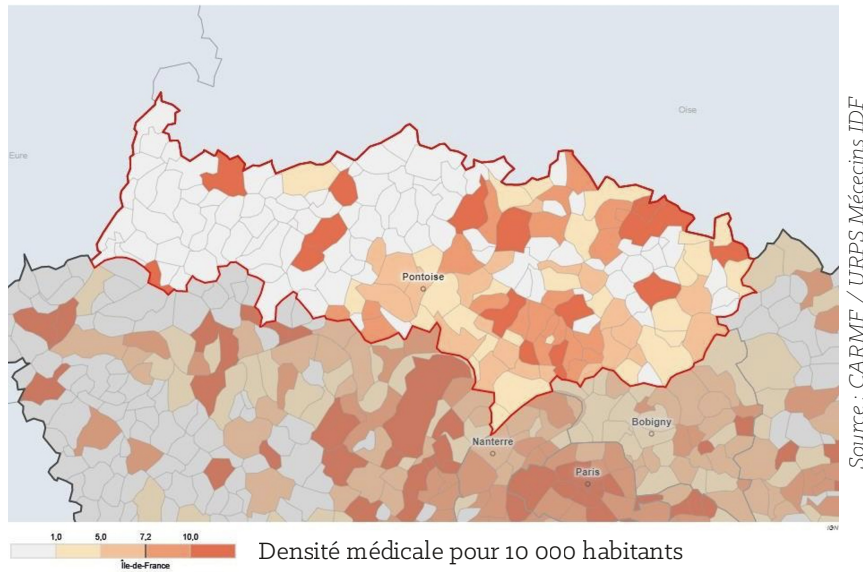 Oise
Eure
Pontoise
Bobigny
Nanterre
Paris
Source : CARMF / URPS Mécecins IDF
1,0 5,0 7,2 10,0
Île-de-France
Densité médicale pour 10 000 habitants